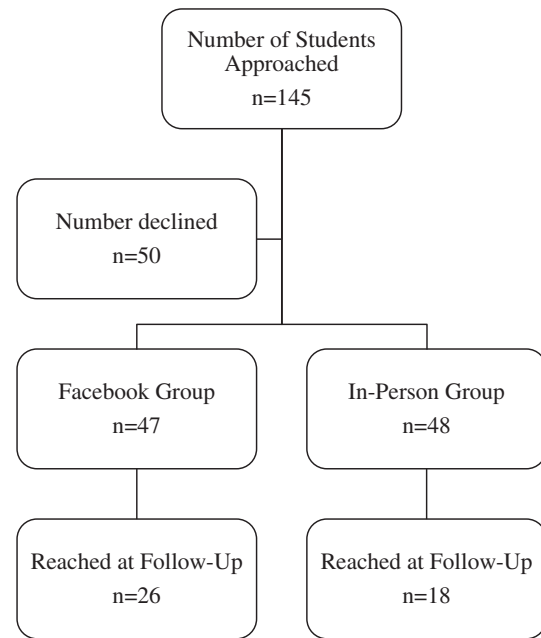 Number of Students
Approached
n=145
Number declined
n=50
Facebook Group
n=47
In-Person Group
n=48
Reached at Follow-Up
n=26
Reached at Follow-Up
n=18